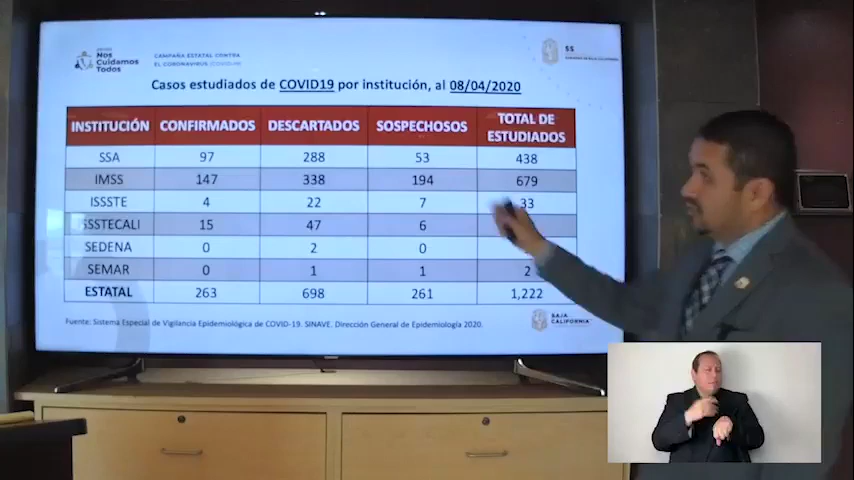 Nos
Cuidamos
Todos
CAMPAÑA ESTATAL CONTRA
EL CORONAVIRUS
SS
Casos estudiados de COVID19 por institución, al 08/04/2020
INSTITUCIÓN CONFIRMADOS DESCARTADOS SOSPECHOSOS TOTAL DE ESTUDIADOS
SSA 97 288 53 438
IMSS 147 338 194 679
ISSSTE 4 22 7 33
ISSSTECALI 15 47 6
SEDENA 0 2 0
SEMAR 0 1 1 2
ESTATAL 263 698 261 1,222
Fuente: Sistema Especial de Vigilancia Epidemiológica de COVID-19. SINAVE. Dirección General de Epidemiología 2020.
BAJA
CALIFORNIA